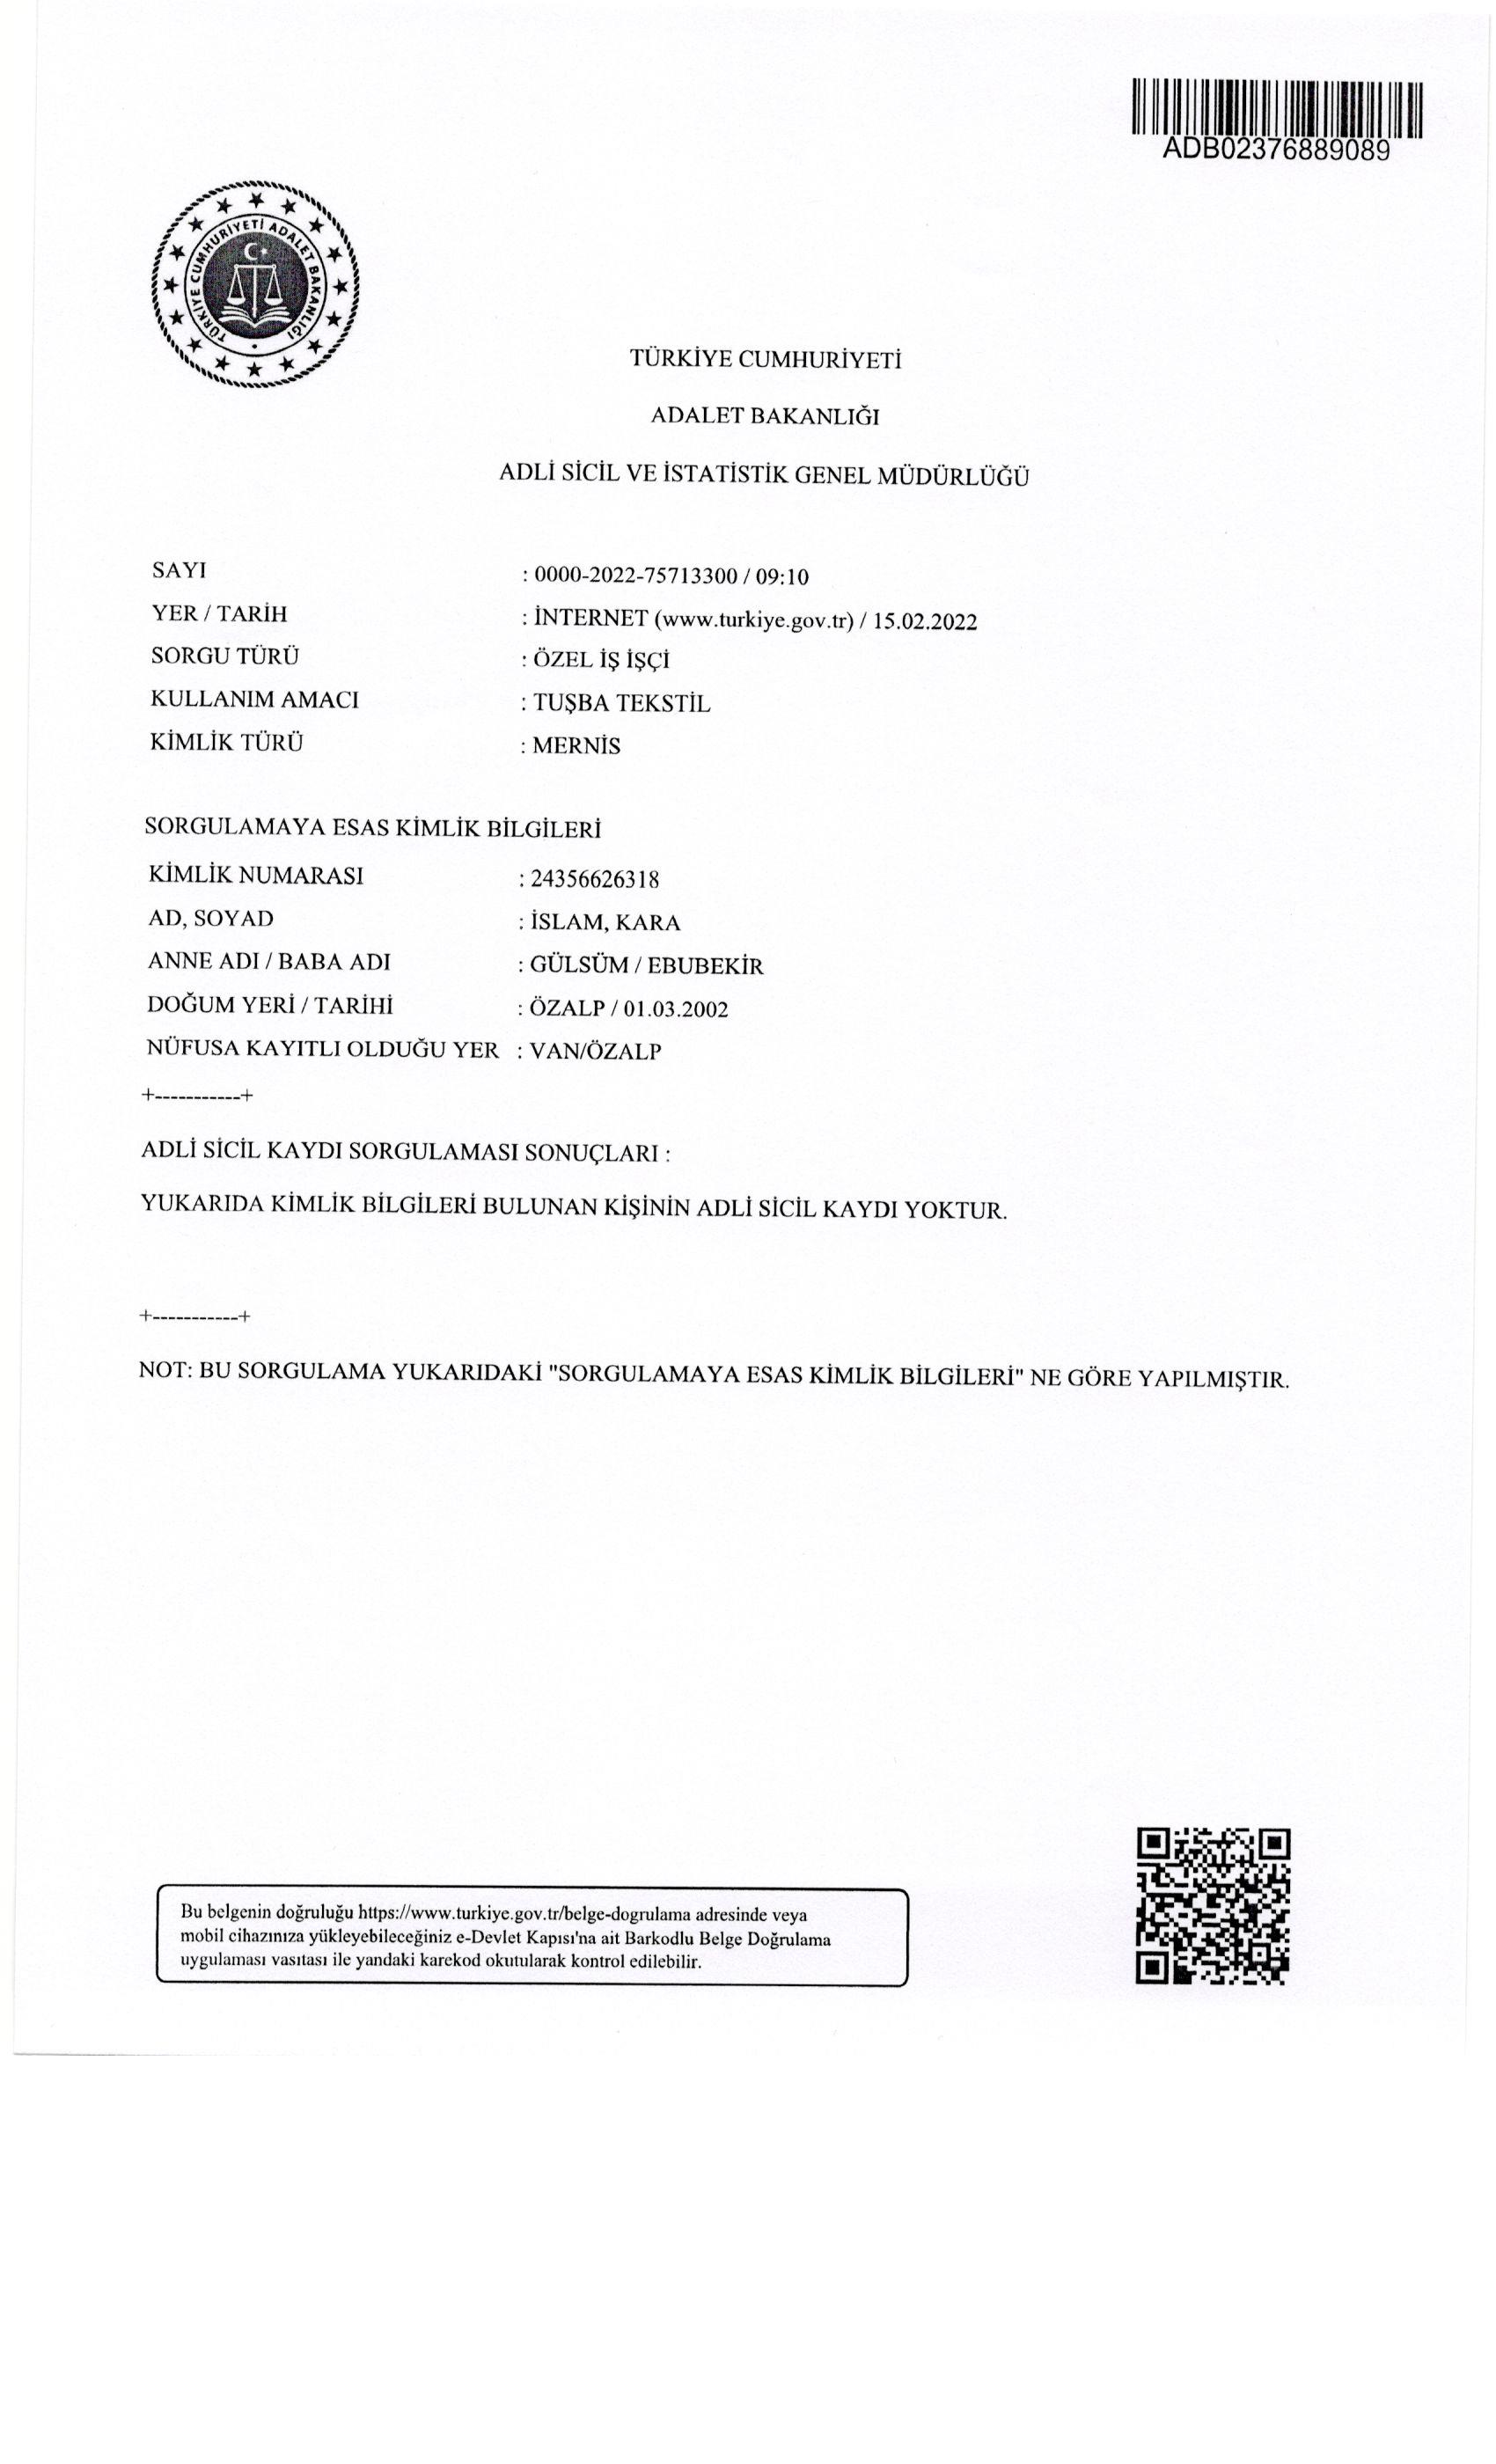 ADB02376889089
TÜRKİYE CUMHURİYETİ ADALET BAKANLIĞI
TÜRKİYE CUMHURİYETİ
ADALET BAKANLIĞI
ADLİ SİCİL VE İSTATİSTİK GENEL MÜDÜRLÜĞÜ
SAYI : 0000-2022-75713300 / 09:10
YER / TARİH : İNTERNET (www.turkiye.gov.tr) / 15.02.2022
SORGU TÜRÜ : ÖZEL İŞ İŞÇİ
KULLANIM AMACI : TUŞBA TEKSTİL
KİMLİK TÜRÜ : MERNİS
SORGULAMAYA ESAS KİMLİK BİLGİLERİ
KİMLİK NUMARASI : 24356626318
AD, SOYAD : İSLAM, KARA
ANNE ADI / BABA ADI : GÜLSÜM / EBUBEKİR
DOĞUM YERİ / TARİHİ : ÖZALP / 01.03.2002
NÜFUSA KAYITLI OLDUĞU YER : VAN/ÖZALP
+-----------+
ADLİ SİCİL KAYDI SORGULAMASI SONUÇLARI :
YUKARIDA KİMLİK BİLGİLERİ BULUNAN KİŞİNİN ADLİ SİCİL KAYDI YOKTUR.
+-----------+
NOT: BU SORGULAMA YUKARIDAKİ "SORGULAMAYA ESAS KİMLİK BİLGİLERİ" NE GÖRE YAPILMIŞTIR.
Bu belgenin doğruluğu https://www.turkiye.gov.tr/belge-dogrulama adresinde veya
mobil cihazınıza yükleyebileceğiniz e-Devlet Kapısı'na ait Barkodlu Belge Doğrulama
uygulaması vasıtası ile yandaki karekod okutularak kontrol edilebilir.